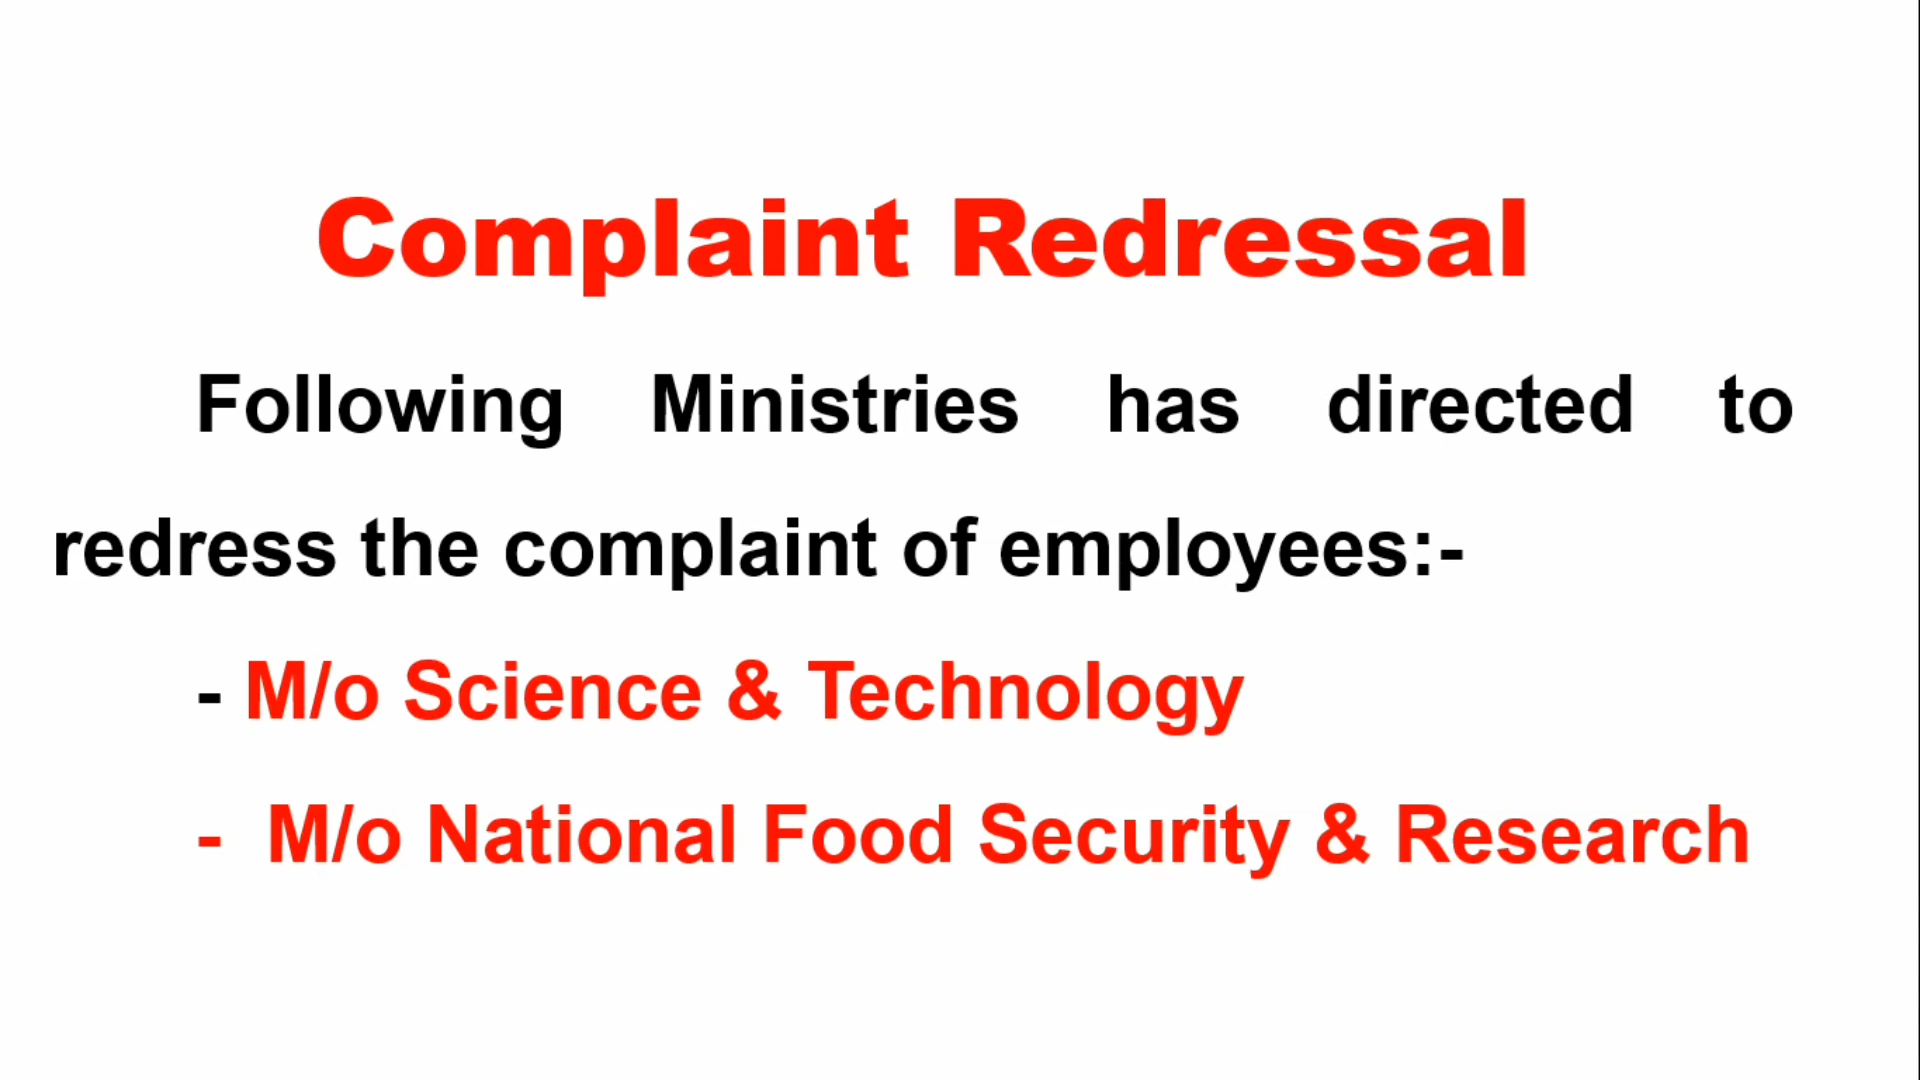 Complaint Redressal
Following Ministries has directed to
redress the complaint of employees:-
- M/o Science & Technology
- M/o National Food Security & Research